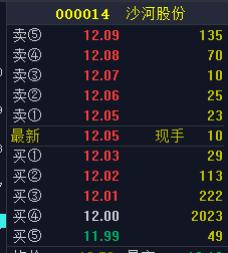 000014 沙河股份
卖⑤ 12.09 135
卖④ 12.08 70
卖③ 12.07 10
卖② 12.06 25
卖① 12.05 23
最新 12.05 现手 10
买① 12.03 29
买② 12.02 113
买③ 12.01 222
买④ 12.00 2023
买⑤ 11.99 49